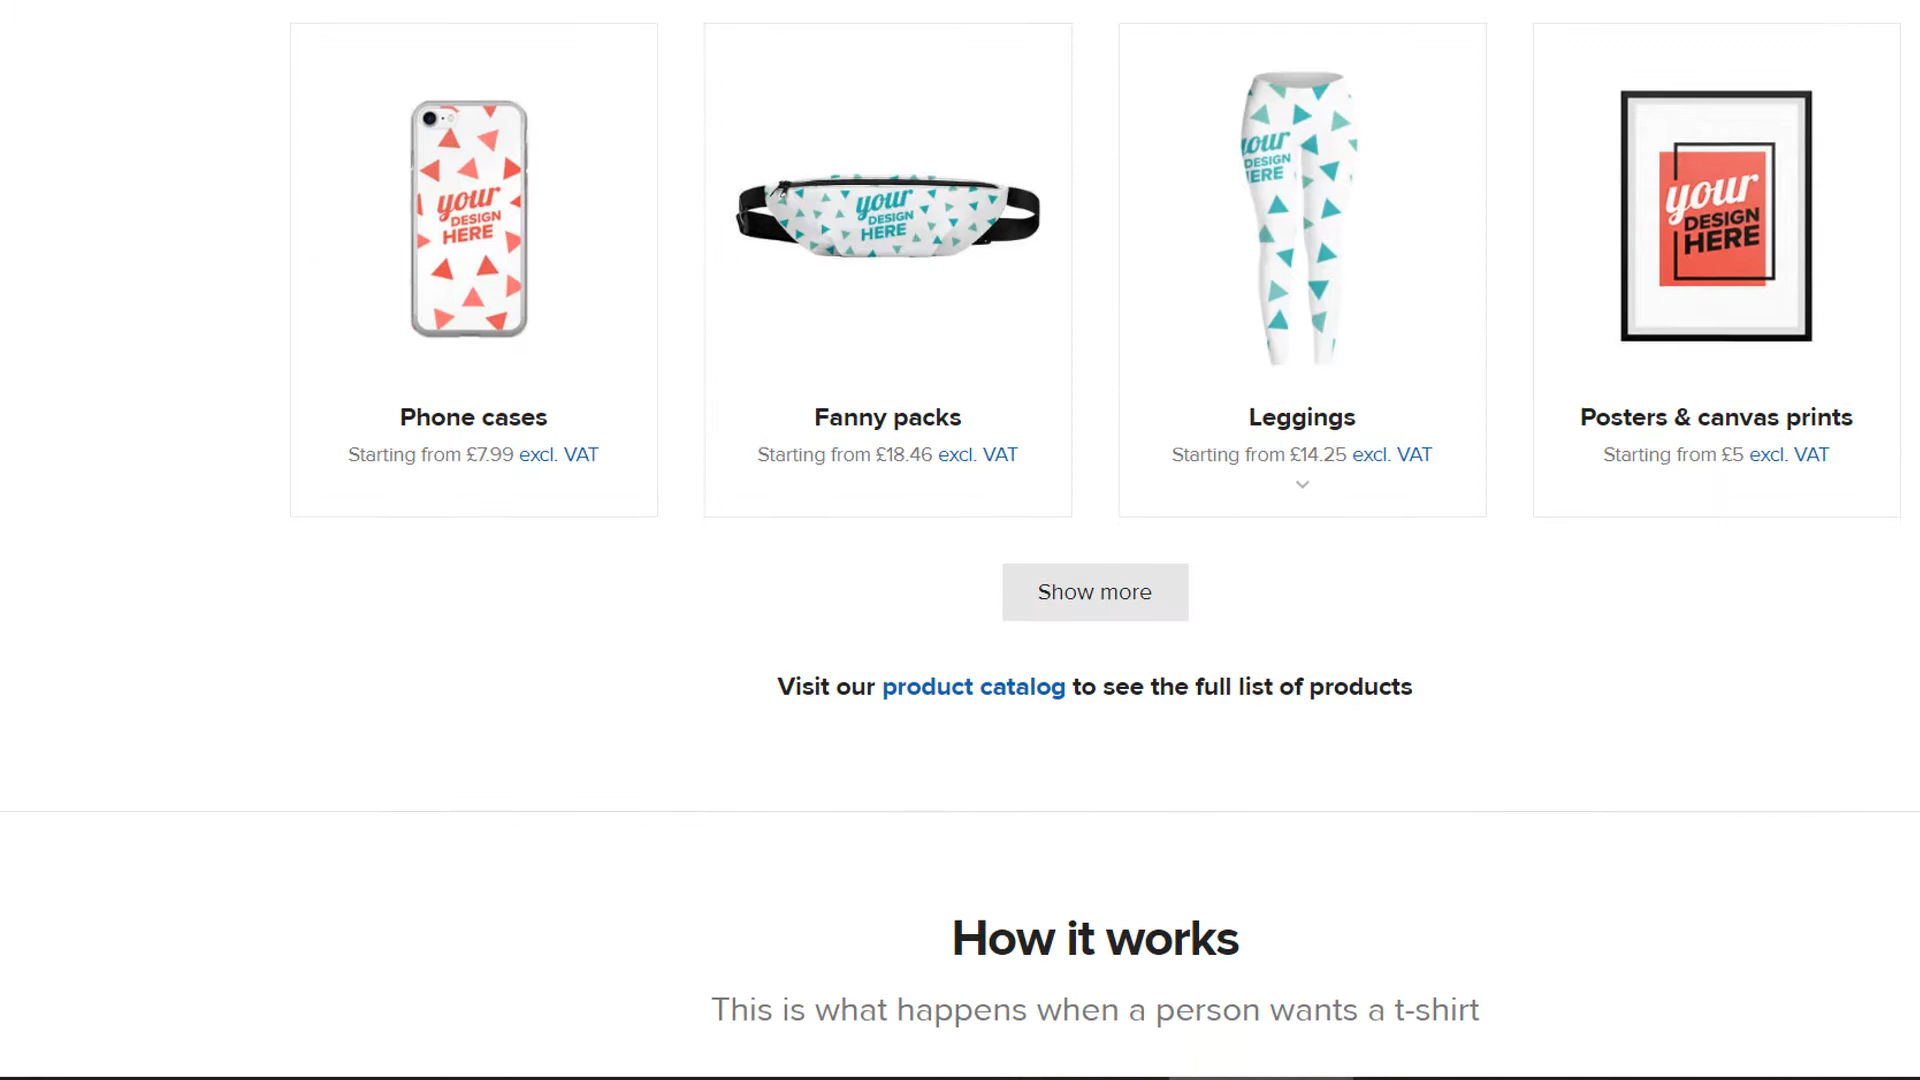 your
DESIGN
HERE
your
DESIGN
HERE
your
DESIGN
HERE
your
DESIGN
HERE
Phone cases
Starting from £7.99 excl. VAT
Fanny packs
Starting from £18.46 excl. VAT
Leggings
Starting from £14.25 excl. VAT
Posters & canvas prints
Starting from £5 excl. VAT
Show more
Visit our product catalog to see the full list of products
How it works
This is what happens when a person wants a t-shirt